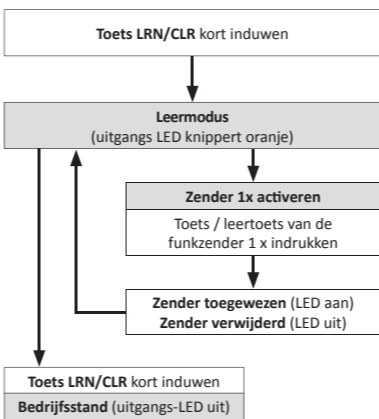 Toets LRN/CLR kort induwen
Leermodus
(uitgangs LED knippert oranje)
Zender 1x activeren
Toets / leertoets van de
funkzender 1 x indrukken
Zender toegewezen (LED aan)
Zender verwijderd (LED uit)
Toets LRN/CLR kort induwen
Bedrijfsstand (uitgangs-LED uit)